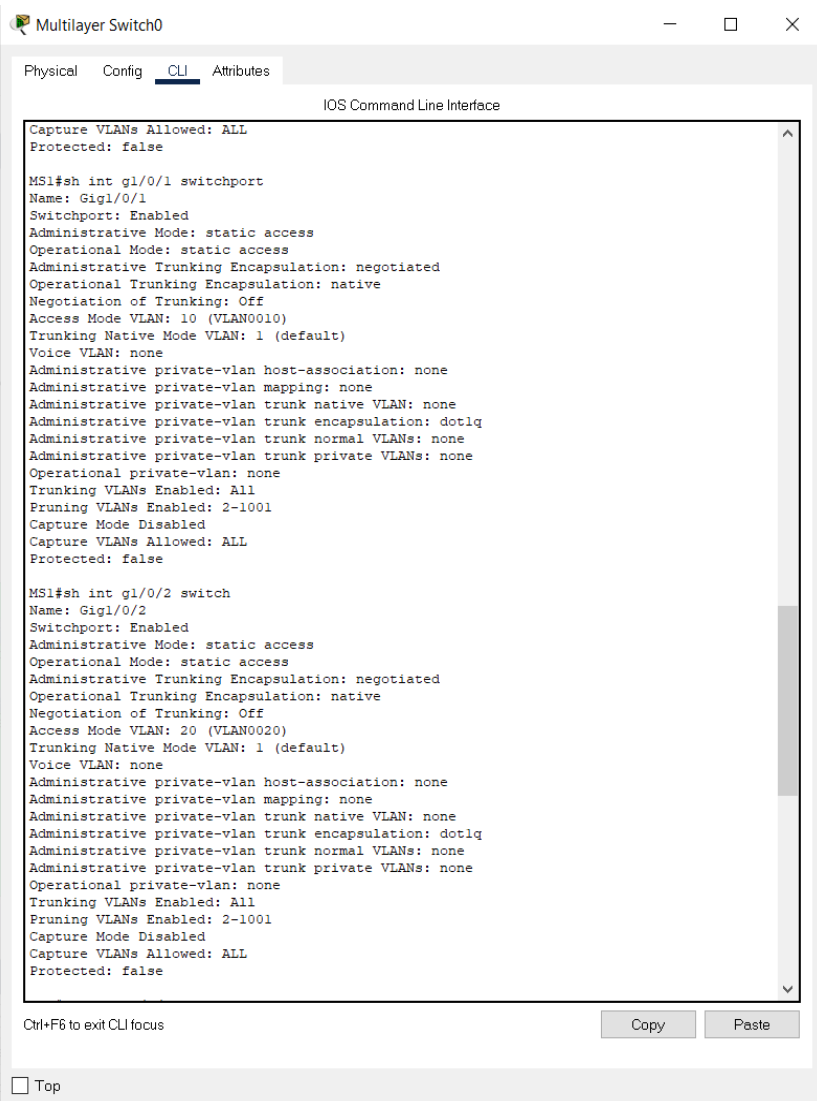 Multilayer Switch0
Physical Config CLI Attributes
IOS Command Line Interface
Capture VLANs Allowed: ALL
Protected: false
MS1#sh int g1/0/1 switchport
Name: Gig1/0/1
Switchport: Enabled
Administrative Mode: static access
Operational Mode: static access
Administrative Trunking Encapsulation: negotiated
Operational Trunking Encapsulation: native
Negotiation of Trunking: Off
Access Mode VLAN: 10 (VLAN0010)
Trunking Native Mode VLAN: 1 (default)
Voice VLAN: none
Administrative private-vlan host-association: none
Administrative private-vlan mapping: none
Administrative private-vlan trunk native VLAN: none
Administrative private-vlan trunk encapsulation: dot1q
Administrative private-vlan trunk normal VLANs: none
Administrative private-vlan trunk private VLANs: none
Operational private-vlan: none
Trunking VLANs Enabled: All
Pruning VLANs Enabled: 2-1001
Capture Mode Disabled
Capture VLANs Allowed: ALL
Protected: false
MS1#sh int g1/0/2 switch
Name: Gig1/0/2
Switchport: Enabled
Administrative Mode: static access
Operational Mode: static access
Administrative Trunking Encapsulation: negotiated
Operational Trunking Encapsulation: native
Negotiation of Trunking: Off
Access Mode VLAN: 20 (VLAN0020)
Trunking Native Mode VLAN: 1 (default)
Voice VLAN: none
Administrative private-vlan host-association: none
Administrative private-vlan mapping: none
Administrative private-vlan trunk native VLAN: none
Administrative private-vlan trunk encapsulation: dot1q
Administrative private-vlan trunk normal VLANs: none
Administrative private-vlan trunk private VLANs: none
Operational private-vlan: none
Trunking VLANs Enabled: All
Pruning VLANs Enabled: 2-1001
Capture Mode Disabled
Capture VLANs Allowed: ALL
Protected: false
Ctrl+F6 to exit CLI focus
Copy Paste
Top